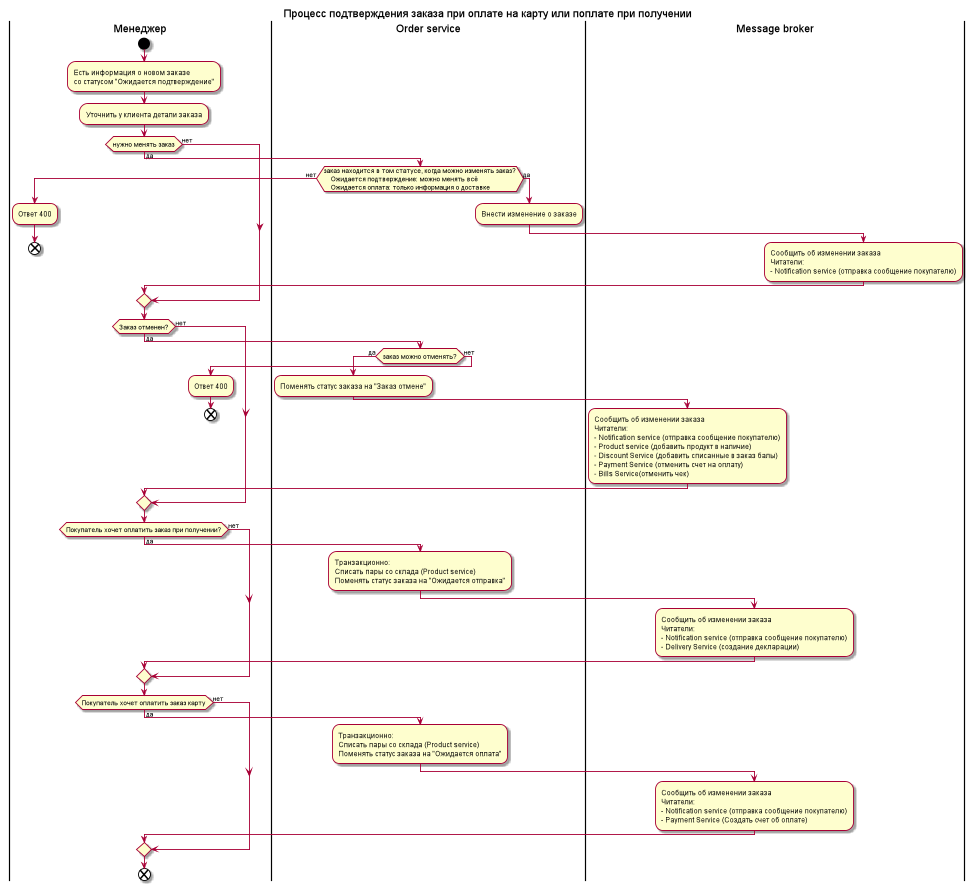 Процесс подтверждения заказа при оплате на карту или поплате при получении
Менеджер
Order service
Message broker
Есть информация о новом заказе
со статусом "Ожидается подтверждение"
Уточнить у клиента детали заказа
нужно менять заказ
нет
да
заказ находится в том статусе, когда можно изменять заказ?
Ожидается подтверждение: можно менять всё
Ожидается оплата: только информация о доставке
нет
да
Ответ 400
Внести изменение о заказе
Сообщить об изменении заказа
Читатели:
- Notification service (отправка сообщение покупателю)
Заказ отменен?
нет
да
заказ можно отменять?
да
нет
Ответ 400
Поменять статус заказа на "Заказ отмене"
Сообщить об изменении заказа
Читатели:
- Notification service (отправка сообщение покупателю)
- Product service (добавить продукт в наличие)
- Discount Service (добавить списанные в заказ балы)
- Payment Service (отменить счет на оплату)
- Bills Service(отменить чек)
Покупатель хочет оплатить заказ при получении?
нет
да
Транзакционно:
Списать пары со склада (Product service)
Поменять статус заказа на "Ожидается отправка"
Сообщить об изменении заказа
Читатели:
- Notification service (отправка сообщение покупателю)
- Delivery Service (создание декларации)
Покупатель хочет оплатить заказ карту
нет
да
Транзакционно:
Списать пары со склада (Product service)
Поменять статус заказа на "Ожидается оплата"
Сообщить об изменении заказа
Читатели:
- Notification service (отправка сообщение покупателю)
- Payment Service (Создать счет об оплате)